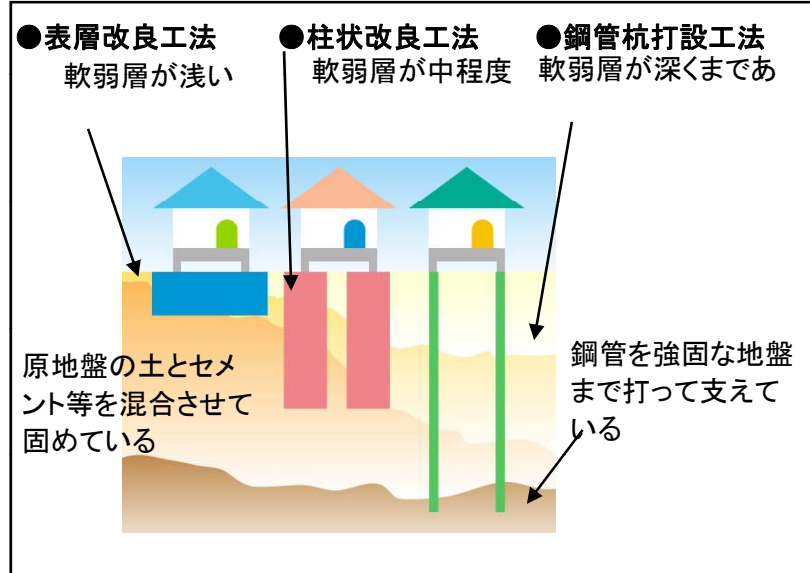 ●表層改良工法
軟弱層が浅い
●柱状改良工法
軟弱層が中程度
●鋼管杭打設工法
軟弱層が深くまであ
原地盤の土とセメ
ント等を混合させて
固めている
鋼管を強固な地盤
まで打って支えて
いる